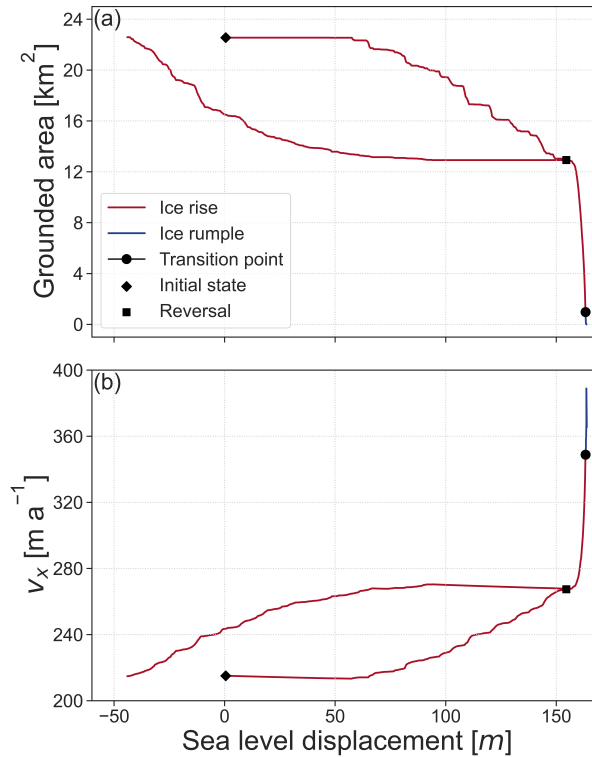 (a)
Grounded area [km²]
24
20
16
12
8
4
0
Ice rise
Ice rumple
Transition point
Initial state
Reversal
(b)
v_x [m a⁻¹]
400
360
320
280
240
200
−50
0
50
100
150
Sea level displacement [m]